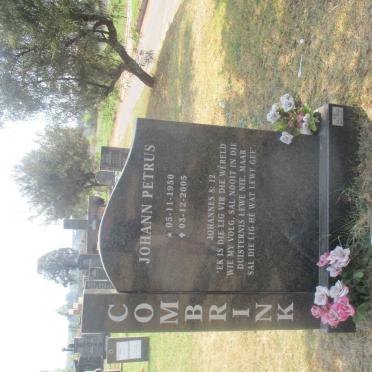 COMBRINK
JOHANN PETRUS
★ 05-11-1950
✝ 03-12-2005
JOHANNES 8: 12
"EK IS DIE LIG VIR DIE WÊRELD
WIE MY VOLG, SAL NOOIT IN DIE
DUISTERNIS LEWE NIE, MAAR
SAL DIE LIG HÊ WAT LEWE GEE"